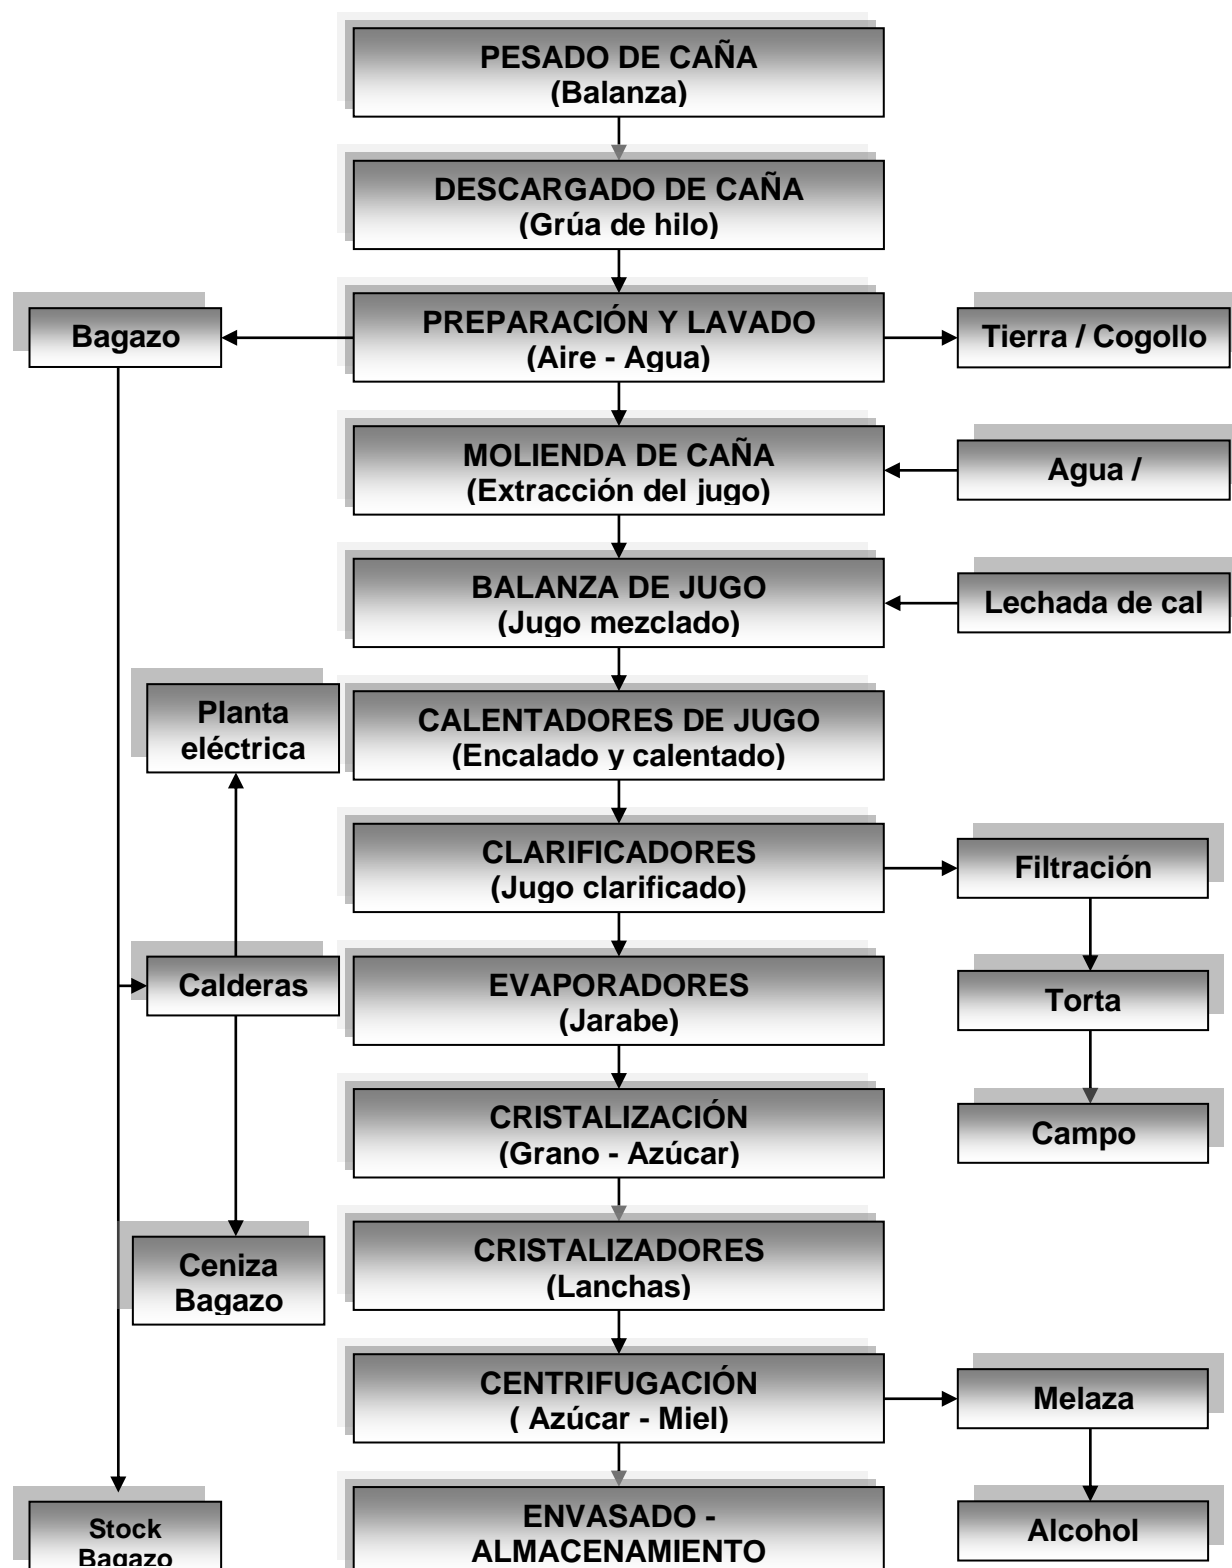 PESADO DE CAÑA
(Balanza)
DESCARGADO DE CAÑA
(Grúa de hilo)
Bagazo
PREPARACIÓN Y LAVADO
(Aire - Agua)
Tierra / Cogollo
MOLIENDA DE CAÑA
(Extracción del jugo)
Agua /
BALANZA DE JUGO
(Jugo mezclado)
Lechada de cal
Planta
eléctrica
CALENTADORES DE JUGO
(Encalado y calentado)
CLARIFICADORES
(Jugo clarificado)
Filtración
Calderas
EVAPORADORES
(Jarabe)
Torta
CRISTALIZACIÓN
(Grano - Azúcar)
Campo
Ceniza
Bagazo
CRISTALIZADORES
(Lanchas)
CENTRIFUGACIÓN
( Azúcar - Miel)
Melaza
Stock
Bagazo
ENVASADO -
ALMACENAMIENTO
Alcohol